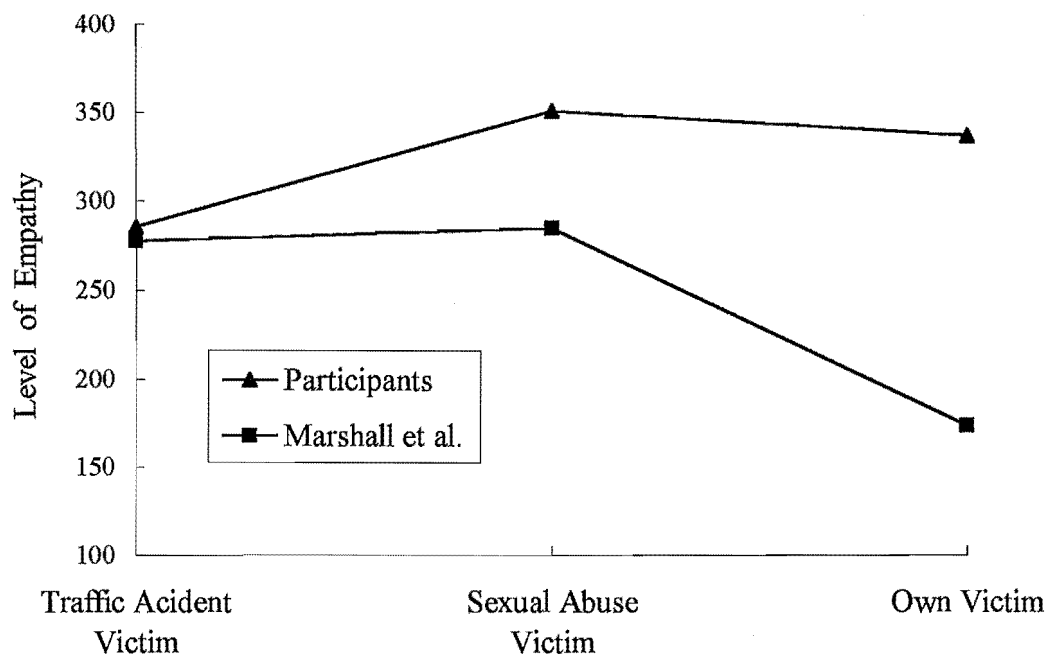 400
350
300
250
200
150
100
Level of Empathy
Participants
Marshall et al.
Traffic Accident
Victim
Sexual Abuse
Victim
Own Victim